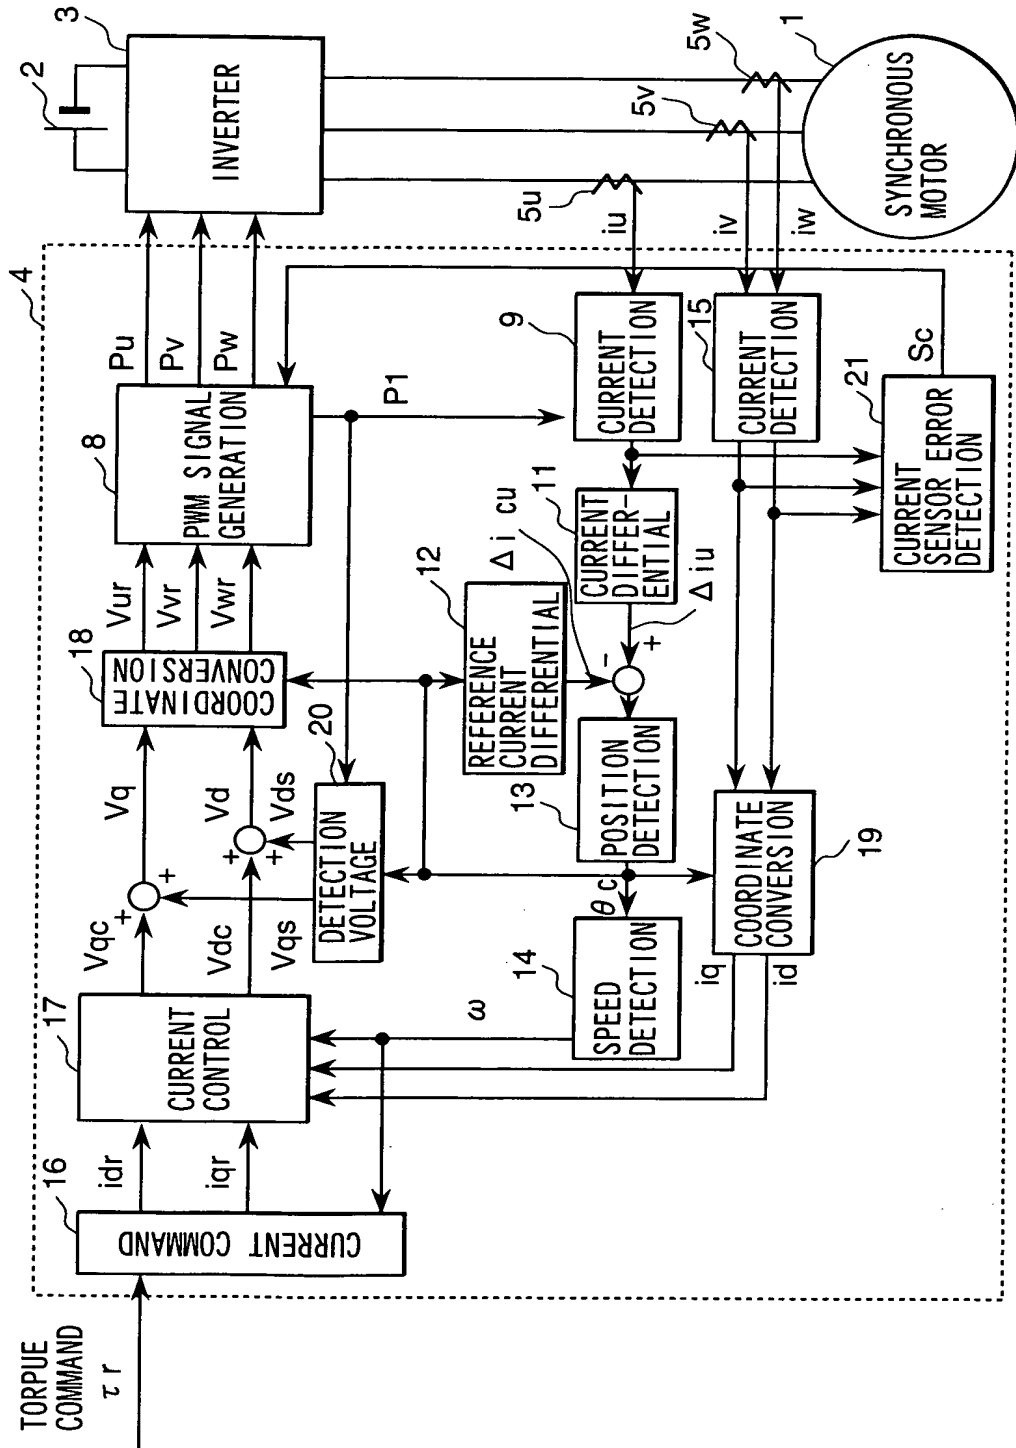 TORPUE
COMMAND
τr
16
CURRENT COMMAND
idr
iqr
17
CURRENT
CONTROL
Vqc
Vdc
Vqs
+
+
Vq
+
+
Vd
Vds
20
DETECTION
VOLTAGE
18
COORDINATE
CONVERSION
Vur
Vvr
Vwr
8
PWM SIGNAL
GENERATION
Pu
Pv
Pw
P1
4
2
3
INVERTER
ω
14
SPEED
DETECTION
θc
13
POSITION
DETECTION
12
REFERENCE
CURRENT
DIFFERENTIAL
Δicu
-
+
Δiu
11
CURRENT
DIFFER-
ENTIAL
9
CURRENT
DETECTION
15
CURRENT
DETECTION
iq
id
19
COORDINATE
CONVERSION
21
CURRENT
SENSOR ERROR
DETECTION
Sc
5u
iu
5v
iv
5w
iw
1
SYNCHRONOUS
MOTOR